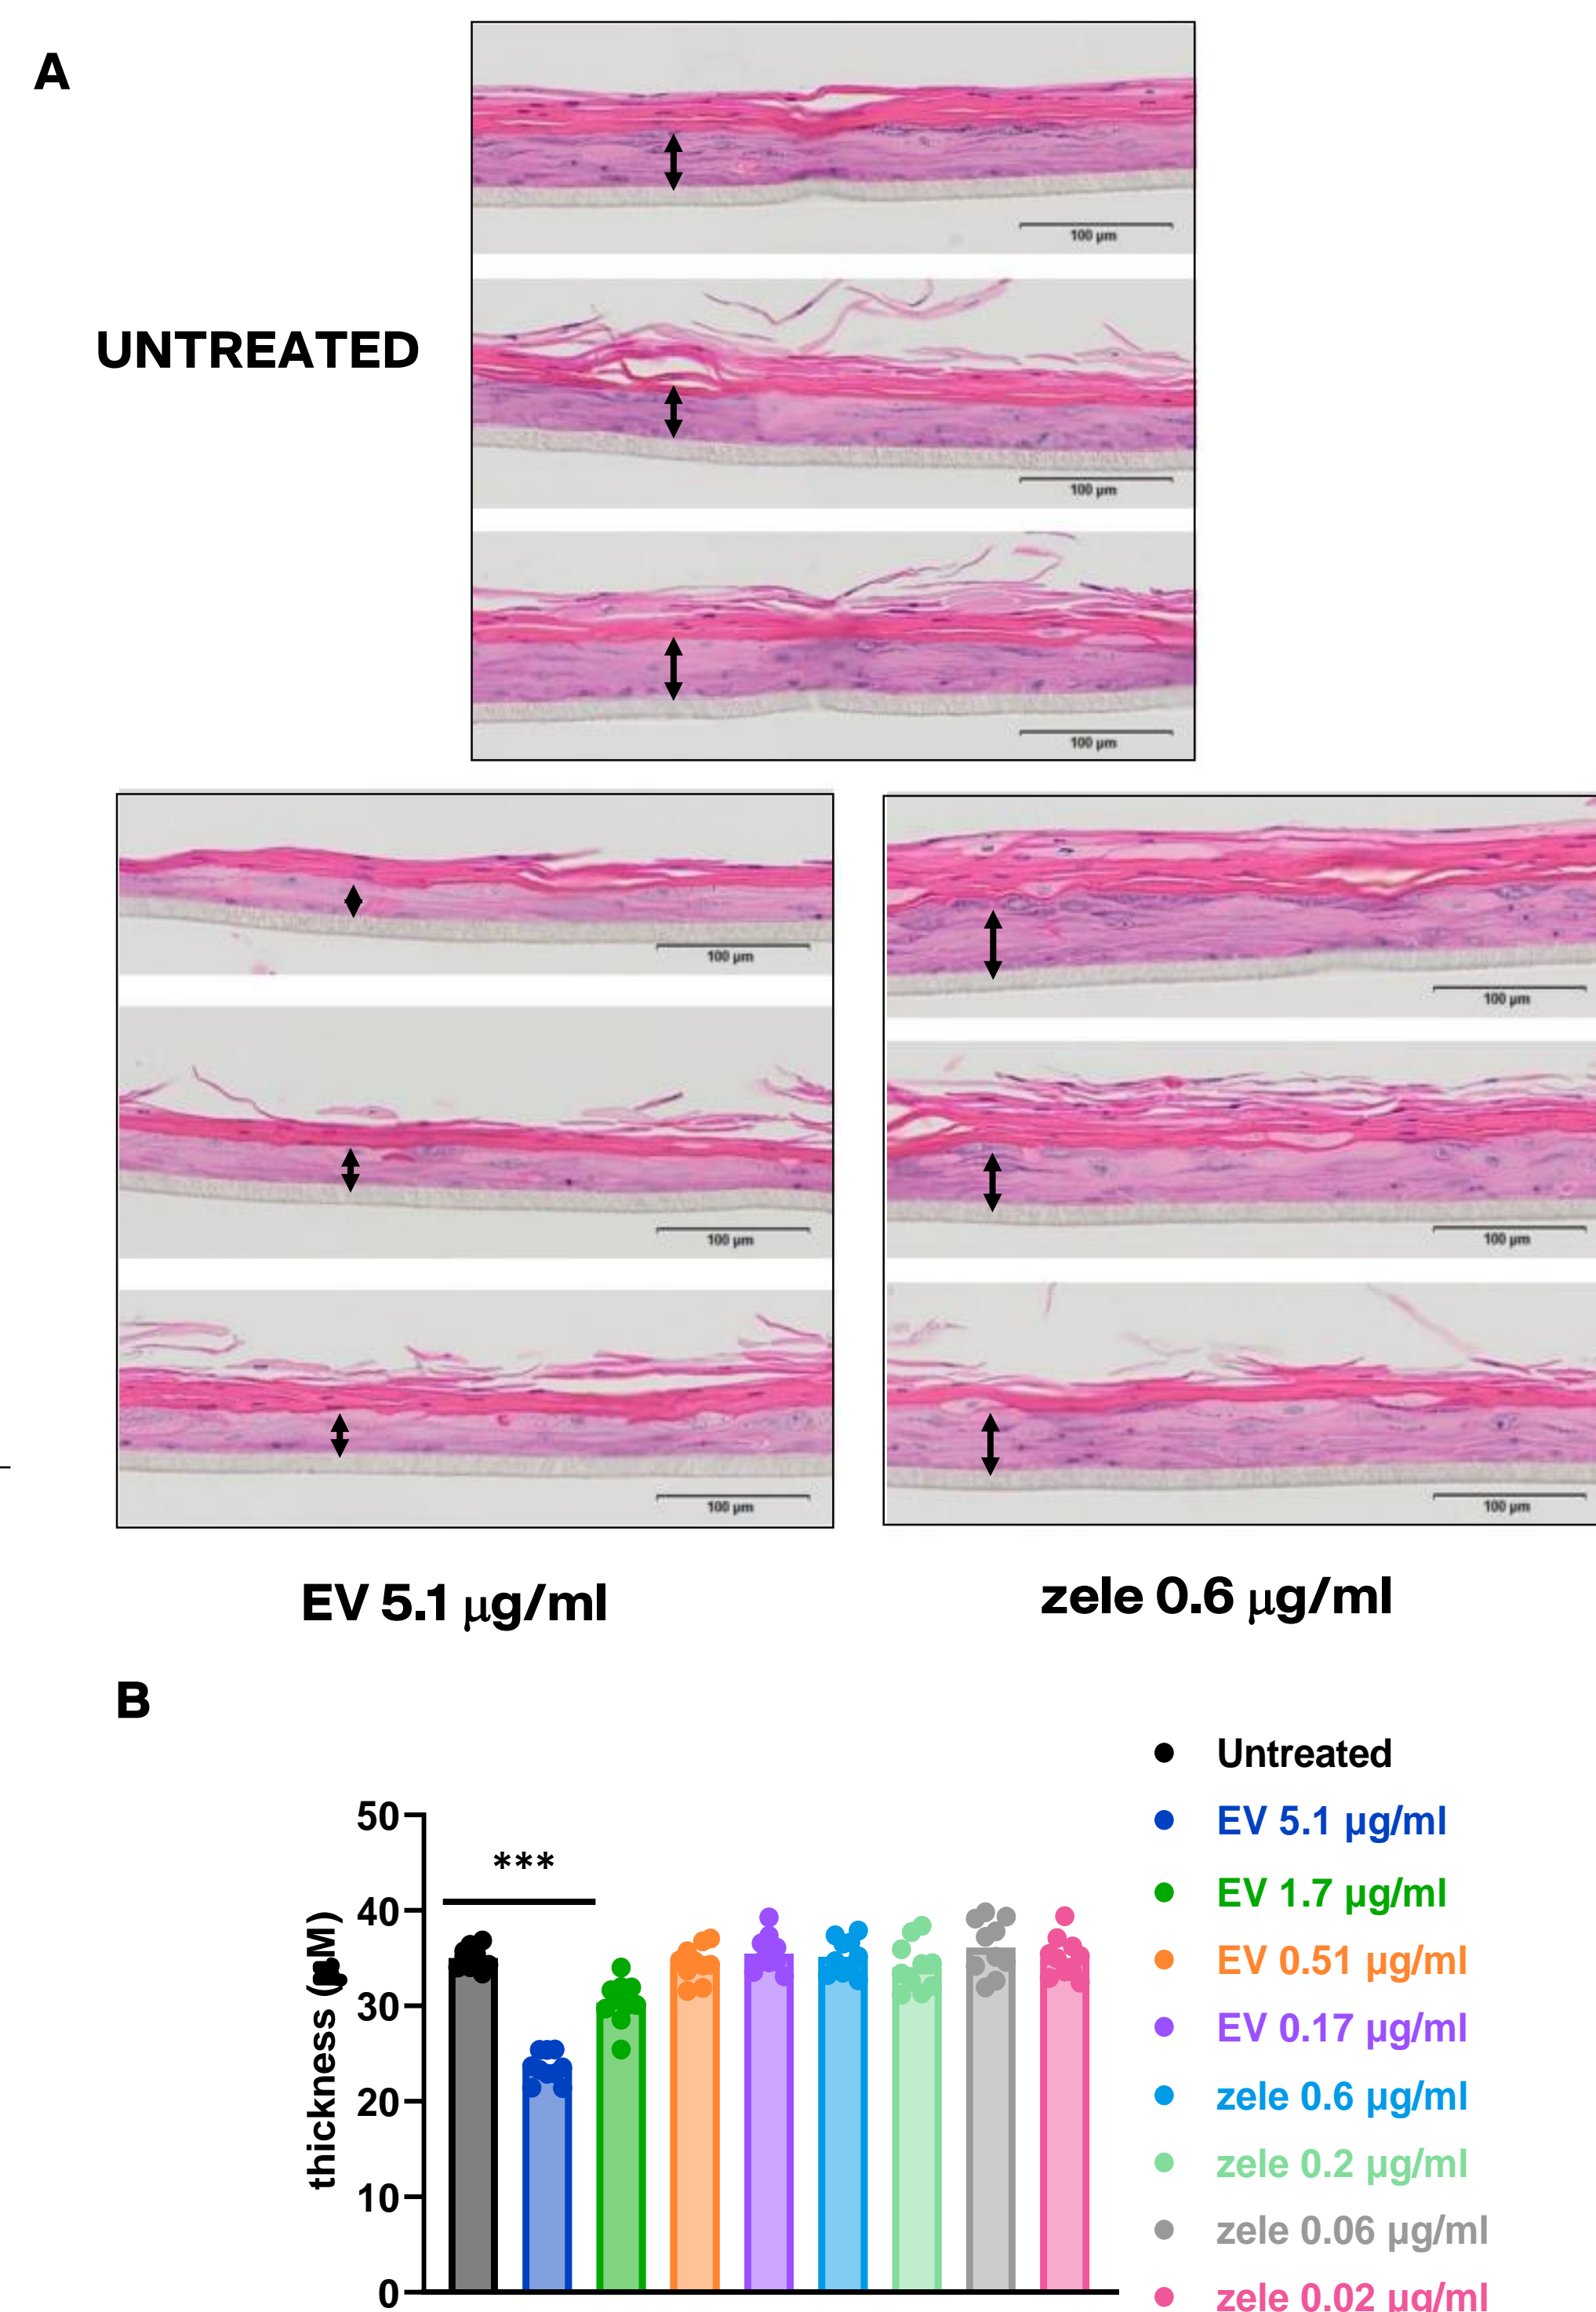 A
100 µm
UNTREATED
100 µm
100 µm
100 µm
100 µm
100 µm
100 µm
100 µm
100 µm
EV 5.1 µg/ml
zele 0.6 µg/ml
B
thickness (µM)
50
40
30
20
10
0
***
Untreated
EV 5.1 µg/ml
EV 1.7 µg/ml
EV 0.51 µg/ml
EV 0.17 µg/ml
zele 0.6 µg/ml
zele 0.2 µg/ml
zele 0.06 µg/ml
zele 0.02 µg/ml